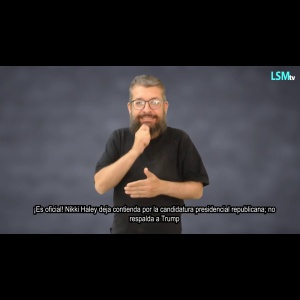 LSMtv
¡Es oficial! Nikki Haley deja contienda por la candidatura presidencial republicana; no
respalda a Trump